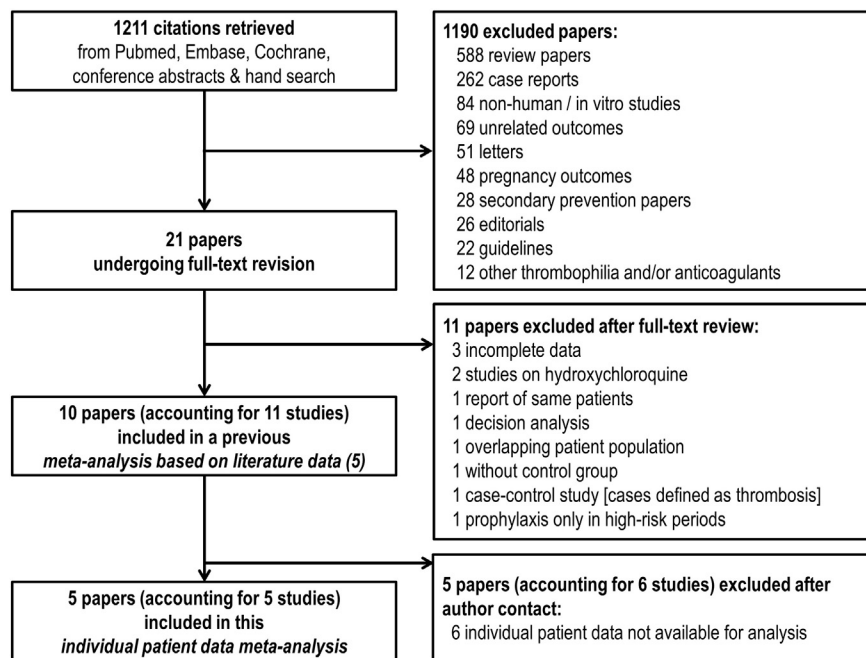 1211 citations retrieved
from Pubmed, Embase, Cochrane,
conference abstracts & hand search
1190 excluded papers:
588 review papers
262 case reports
84 non-human / in vitro studies
69 unrelated outcomes
51 letters
48 pregnancy outcomes
28 secondary prevention papers
26 editorials
22 guidelines
12 other thrombophilia and/or anticoagulants
21 papers
undergoing full-text revision
11 papers excluded after full-text review:
3 incomplete data
2 studies on hydroxychloroquine
1 report of same patients
1 decision analysis
1 overlapping patient population
1 without control group
1 case-control study [cases defined as thrombosis]
1 prophylaxis only in high-risk periods
10 papers (accounting for 11 studies)
included in a previous
meta-analysis based on literature data (5)
5 papers (accounting for 6 studies) excluded after
author contact:
6 individual patient data not available for analysis
5 papers (accounting for 5 studies)
included in this
individual patient data meta-analysis